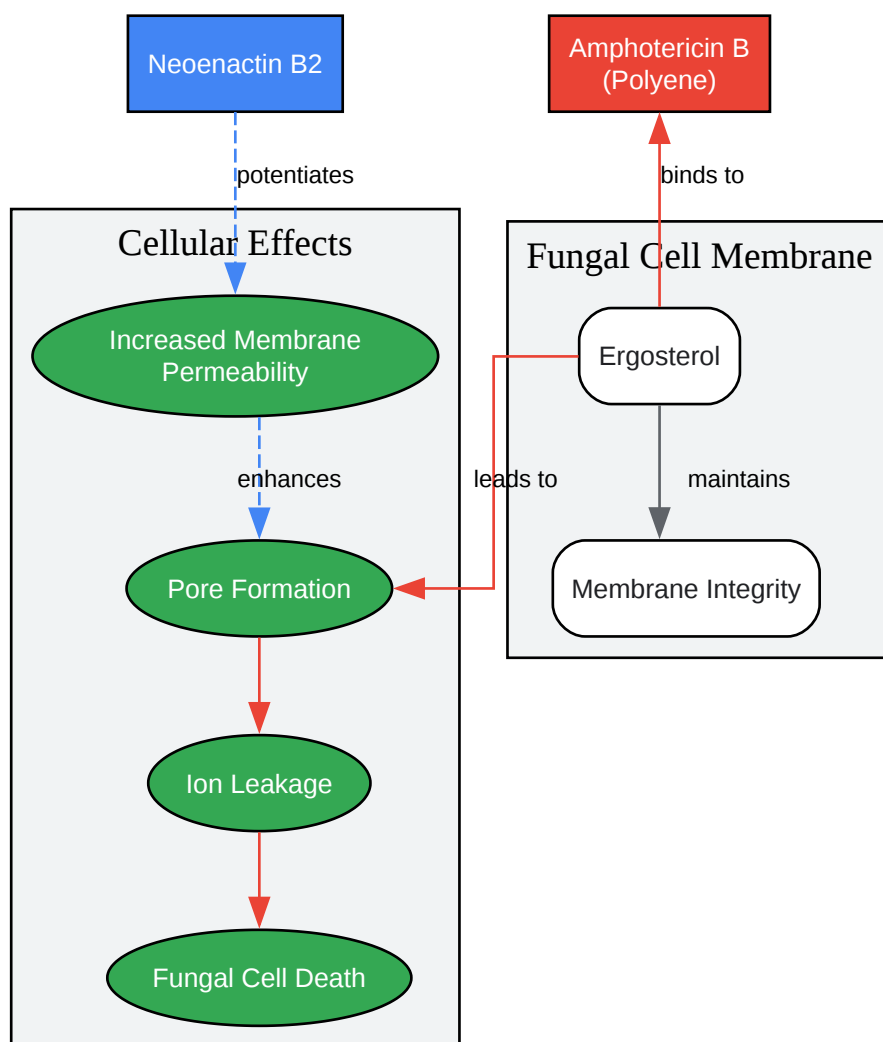 Neoenactin B2
Amphotericin B
(Polyene)
potentiates
binds to
Cellular Effects
Fungal Cell Membrane
Increased Membrane
Permeability
Ergosterol
enhances
leads to
maintains
Pore Formation
Membrane Integrity
Ion Leakage
Fungal Cell Death